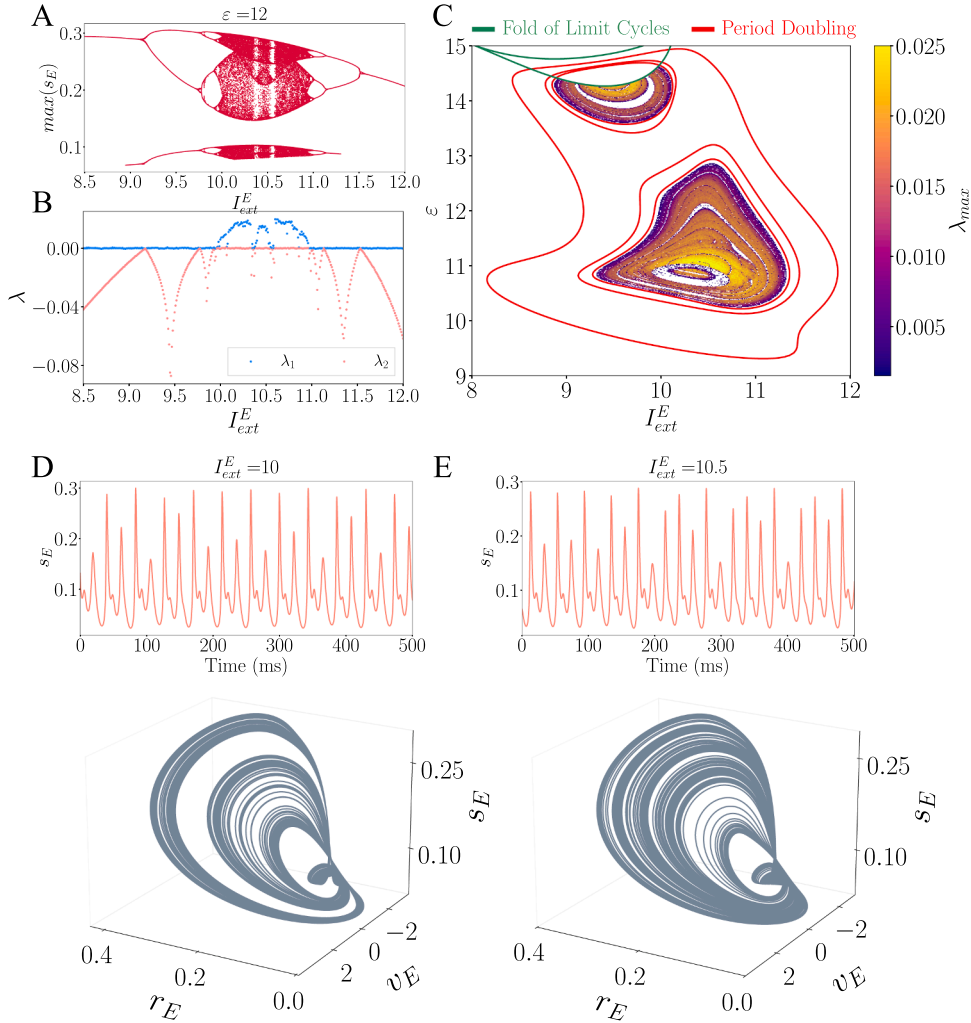 A
ε=12
0.3
0.2
0.1
max(s_E)
8.5 9.0 9.5 10.0 10.5 11.0 11.5 12.0
I^E_ext
B
0.00
−0.04
−0.08
λ
λ₁ λ₂
8.5 9.0 9.5 10.0 10.5 11.0 11.5 12.0
I^E_ext
C
Fold of Limit Cycles Period Doubling
15
14
13
12
11
10
9
ε
8 9 10 11 12
I^E_ext
0.025
0.020
0.015
0.010
0.005
λ_max
D
I^E_ext=10
0.3
0.2
0.1
s_E
0 100 200 300 400 500
Time (ms)
0.25
0.10
s_E
−2
0
2
v_E
0.4
0.2
0.0
r_E
E
I^E_ext=10.5
0.3
0.2
0.1
s_E
0 100 200 300 400 500
Time (ms)
0.25
0.10
s_E
−2
0
2
v_E
0.4
0.2
0.0
r_E